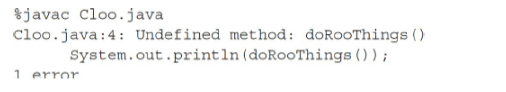 %javac Cloo.java
Cloo.java:4: Undefined method: doRooThings()
System.out.println(doRooThings());
1 error